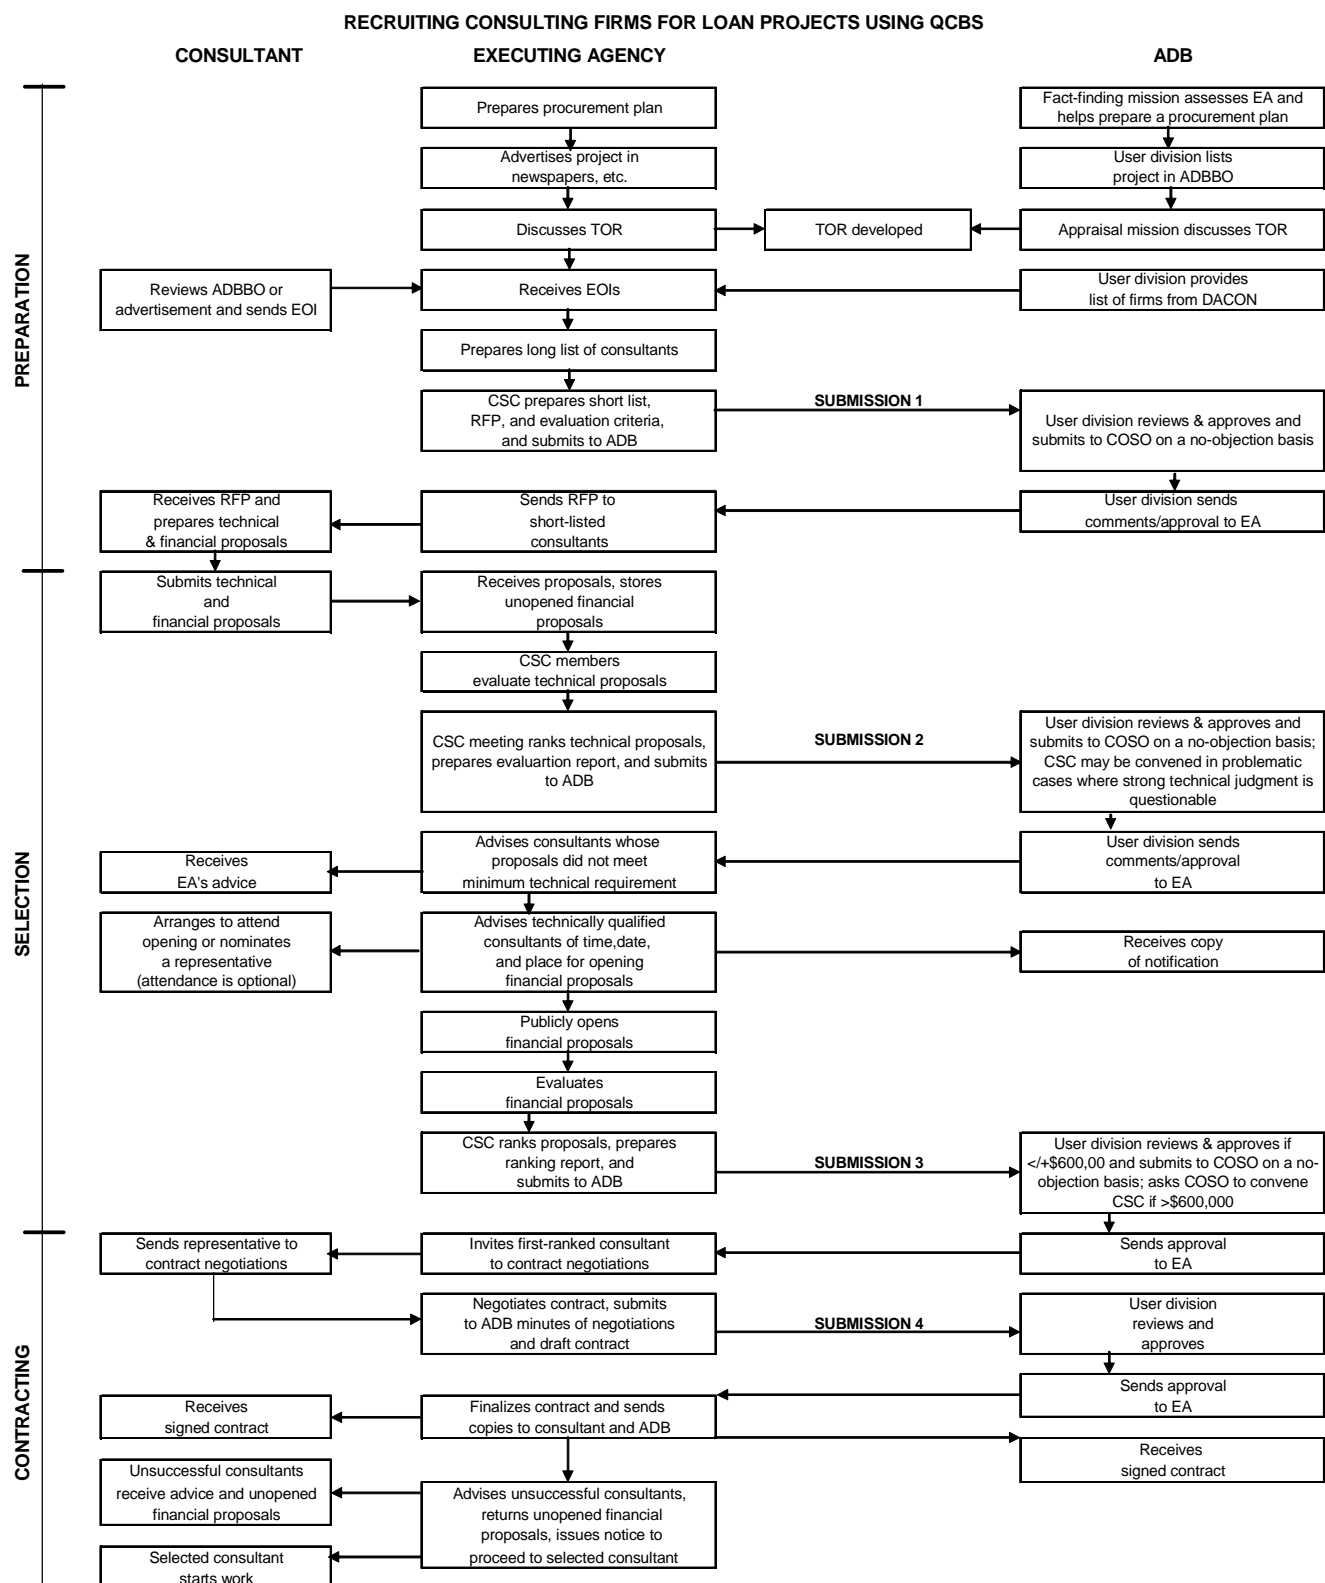 RECRUITING CONSULTING FIRMS FOR LOAN PROJECTS USING QCBS
CONSULTANT
EXECUTING AGENCY
ADB
PREPARATION
Prepares procurement plan
Fact-finding mission assesses EA and
helps prepare a procurement plan
Advertises project in
newspapers, etc.
User division lists
project in ADBBO
Discusses TOR
TOR developed
Appraisal mission discusses TOR
Reviews ADBBO or
advertisement and sends EOI
Receives EOIs
User division provides
list of firms from DACON
Prepares long list of consultants
CSC prepares short list,
RFP, and evaluation criteria,
and submits to ADB
SUBMISSION 1
User division reviews & approves and
submits to COSO on a no-objection basis
Receives RFP and
prepares technical
& financial proposals
Sends RFP to
short-listed
consultants
User division sends
comments/approval to EA
SELECTION
Submits technical
and
financial proposals
Receives proposals, stores
unopened financial
proposals
CSC members
evaluate technical proposals
CSC meeting ranks technical proposals,
prepares evaluartion report, and submits
to ADB
SUBMISSION 2
User division reviews & approves and
submits to COSO on a no-objection basis;
CSC may be convened in problematic
cases where strong technical judgment is
questionable
Receives
EA's advice
Advises consultants whose
proposals did not meet
minimum technical requirement
User division sends
comments/approval
to EA
Arranges to attend
opening or nominates
a representative
(attendance is optional)
Advises technically qualified
consultants of time,date,
and place for opening
financial proposals
Receives copy
of notification
Publicly opens
financial proposals
Evaluates
financial proposals
CSC ranks proposals, prepares
ranking report, and
submits to ADB
SUBMISSION 3
User division reviews & approves if
</+$600,00 and submits to COSO on a no-
objection basis; asks COSO to convene
CSC if >$600,000
CONTRACTING
Sends representative to
contract negotiations
Invites first-ranked consultant
to contract negotiations
Sends approval
to EA
Negotiates contract, submits
to ADB minutes of negotiations
and draft contract
SUBMISSION 4
User division
reviews and
approves
Sends approval
to EA
Receives
signed contract
Finalizes contract and sends
copies to consultant and ADB
Receives
signed contract
Unsuccessful consultants
receive advice and unopened
financial proposals
Advises unsuccessful consultants,
returns unopened financial
proposals, issues notice to
proceed to selected consultant
Selected consultant
starts work